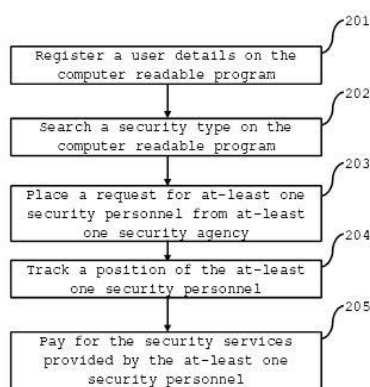 201
Register a user details on the
computer readable program
202
Search a security type on the
computer readable program
203
Place a request for at-least one
security personnel from at-least
one security agency
204
Track a position of the at-least
one security personnel
205
Pay for the security services
provided by the at-least one
security personnel